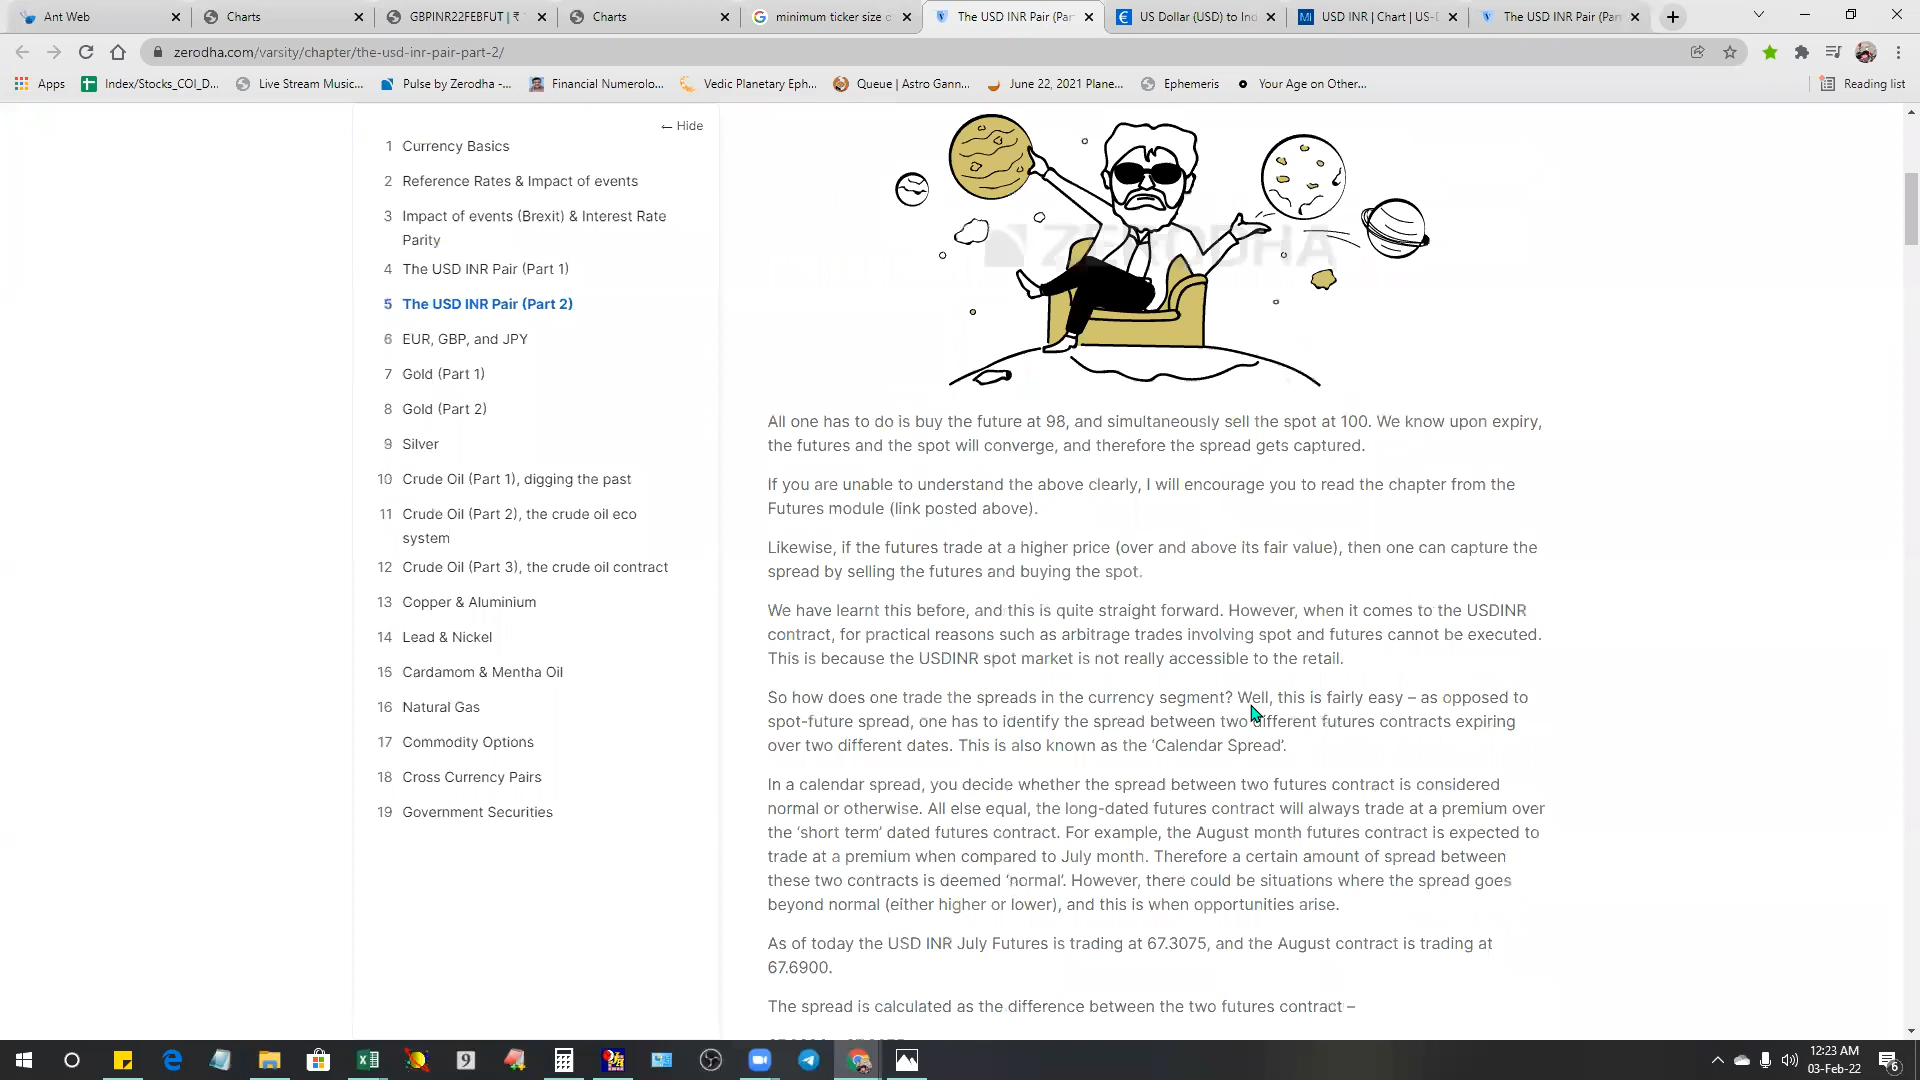 Ant Web
Charts
GBPINR22FEBFUT | ₹
Charts
minimum ticker size
The USD INR Pair (Par
US Dollar (USD) to Ind
MI
USD INR | Chart | US-
The USD INR Pair (Par
zerodha.com/varsity/chapter/the-usd-inr-pair-part-2/
Apps
Index/Stocks_COI_D...
Live Stream Music...
Pulse by Zerodha -...
Financial Numerolo...
Vedic Planetary Eph...
Queue | Astro Gann...
June 22, 2021 Plane...
Ephemeris
Your Age on Other...
Reading list
← Hide
1 Currency Basics
2 Reference Rates & Impact of events
3 Impact of events (Brexit) & Interest Rate
Parity
4 The USD INR Pair (Part 1)
5 The USD INR Pair (Part 2)
6 EUR, GBP, and JPY
7 Gold (Part 1)
8 Gold (Part 2)
9 Silver
10 Crude Oil (Part 1), digging the past
11 Crude Oil (Part 2), the crude oil eco
system
12 Crude Oil (Part 3), the crude oil contract
13 Copper & Aluminium
14 Lead & Nickel
15 Cardamom & Mentha Oil
16 Natural Gas
17 Commodity Options
18 Cross Currency Pairs
19 Government Securities
ZERODHA
All one has to do is buy the future at 98, and simultaneously sell the spot at 100. We know upon expiry,
the futures and the spot will converge, and therefore the spread gets captured.
If you are unable to understand the above clearly, I will encourage you to read the chapter from the
Futures module (link posted above).
Likewise, if the futures trade at a higher price (over and above its fair value), then one can capture the
spread by selling the futures and buying the spot.
We have learnt this before, and this is quite straight forward. However, when it comes to the USDINR
contract, for practical reasons such as arbitrage trades involving spot and futures cannot be executed.
This is because the USDINR spot market is not really accessible to the retail.
So how does one trade the spreads in the currency segment? Well, this is fairly easy – as opposed to
spot-future spread, one has to identify the spread between two different futures contracts expiring
over two different dates. This is also known as the ‘Calendar Spread’.
In a calendar spread, you decide whether the spread between two futures contract is considered
normal or otherwise. All else equal, the long-dated futures contract will always trade at a premium over
the ‘short term’ dated futures contract. For example, the August month futures contract is expected to
trade at a premium when compared to July month. Therefore a certain amount of spread between
these two contracts is deemed ‘normal’. However, there could be situations where the spread goes
beyond normal (either higher or lower), and this is when opportunities arise.
As of today the USD INR July Futures is trading at 67.3075, and the August contract is trading at
67.6900.
The spread is calculated as the difference between the two futures contract –
12:23 AM
03-Feb-22
9
6